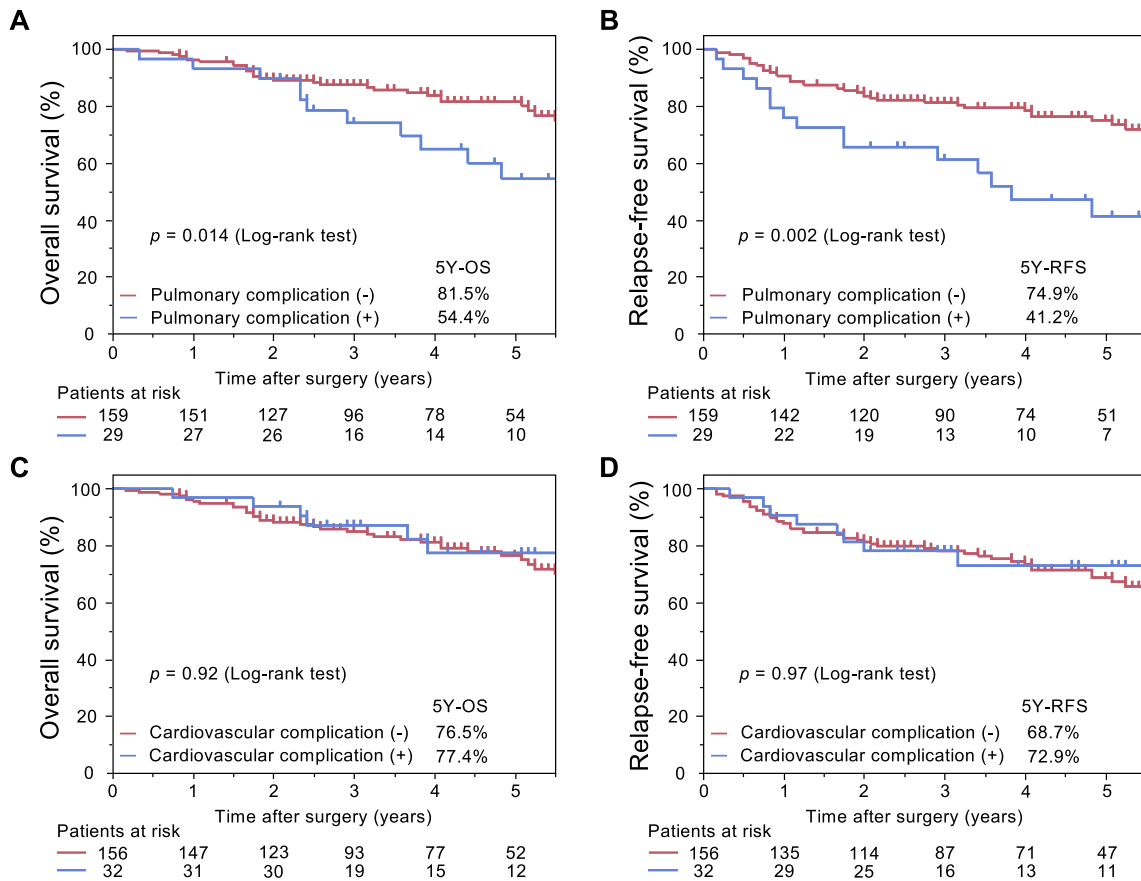 A
Overall survival (%)
100
80
60
40
20
0
p = 0.014 (Log-rank test)
5Y-OS
Pulmonary complication (-) 81.5%
Pulmonary complication (+) 54.4%
0 1 2 3 4 5
Time after surgery (years)
Patients at risk
159 151 127 96 78 54
29 27 26 16 14 10
B
Relapse-free survival (%)
100
80
60
40
20
0
p = 0.002 (Log-rank test)
5Y-RFS
Pulmonary complication (-) 74.9%
Pulmonary complication (+) 41.2%
0 1 2 3 4 5
Time after surgery (years)
Patients at risk
159 142 120 90 74 51
29 22 19 13 10 7
C
Overall survival (%)
100
80
60
40
20
0
p = 0.92 (Log-rank test)
5Y-OS
Cardiovascular complication (-) 76.5%
Cardiovascular complication (+) 77.4%
0 1 2 3 4 5
Time after surgery (years)
Patients at risk
156 147 123 93 77 52
32 31 30 19 15 12
D
Relapse-free survival (%)
100
80
60
40
20
0
p = 0.97 (Log-rank test)
5Y-RFS
Cardiovascular complication (-) 68.7%
Cardiovascular complication (+) 72.9%
0 1 2 3 4 5
Time after surgery (years)
Patients at risk
156 135 114 87 71 47
32 29 25 16 13 11